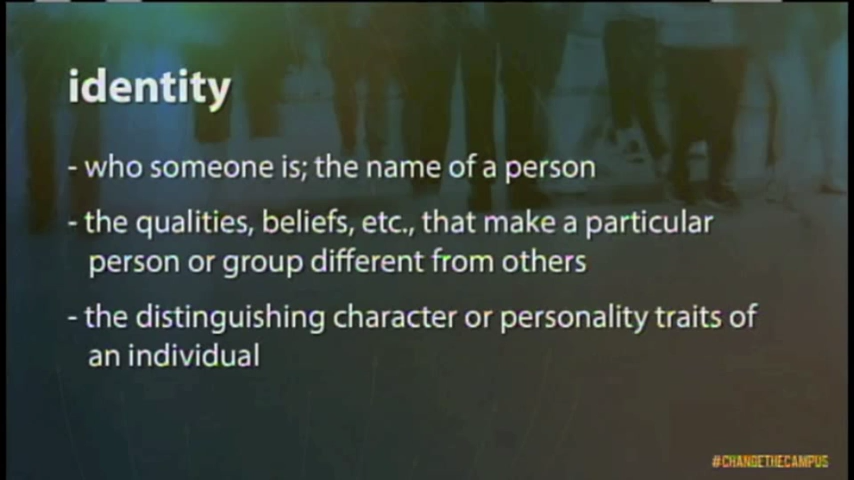 identity
- who someone is; the name of a person
- the qualities, beliefs, etc., that make a particular
person or group different from others
- the distinguishing character or personality traits of
an individual
#CHANGETHECAMPUS